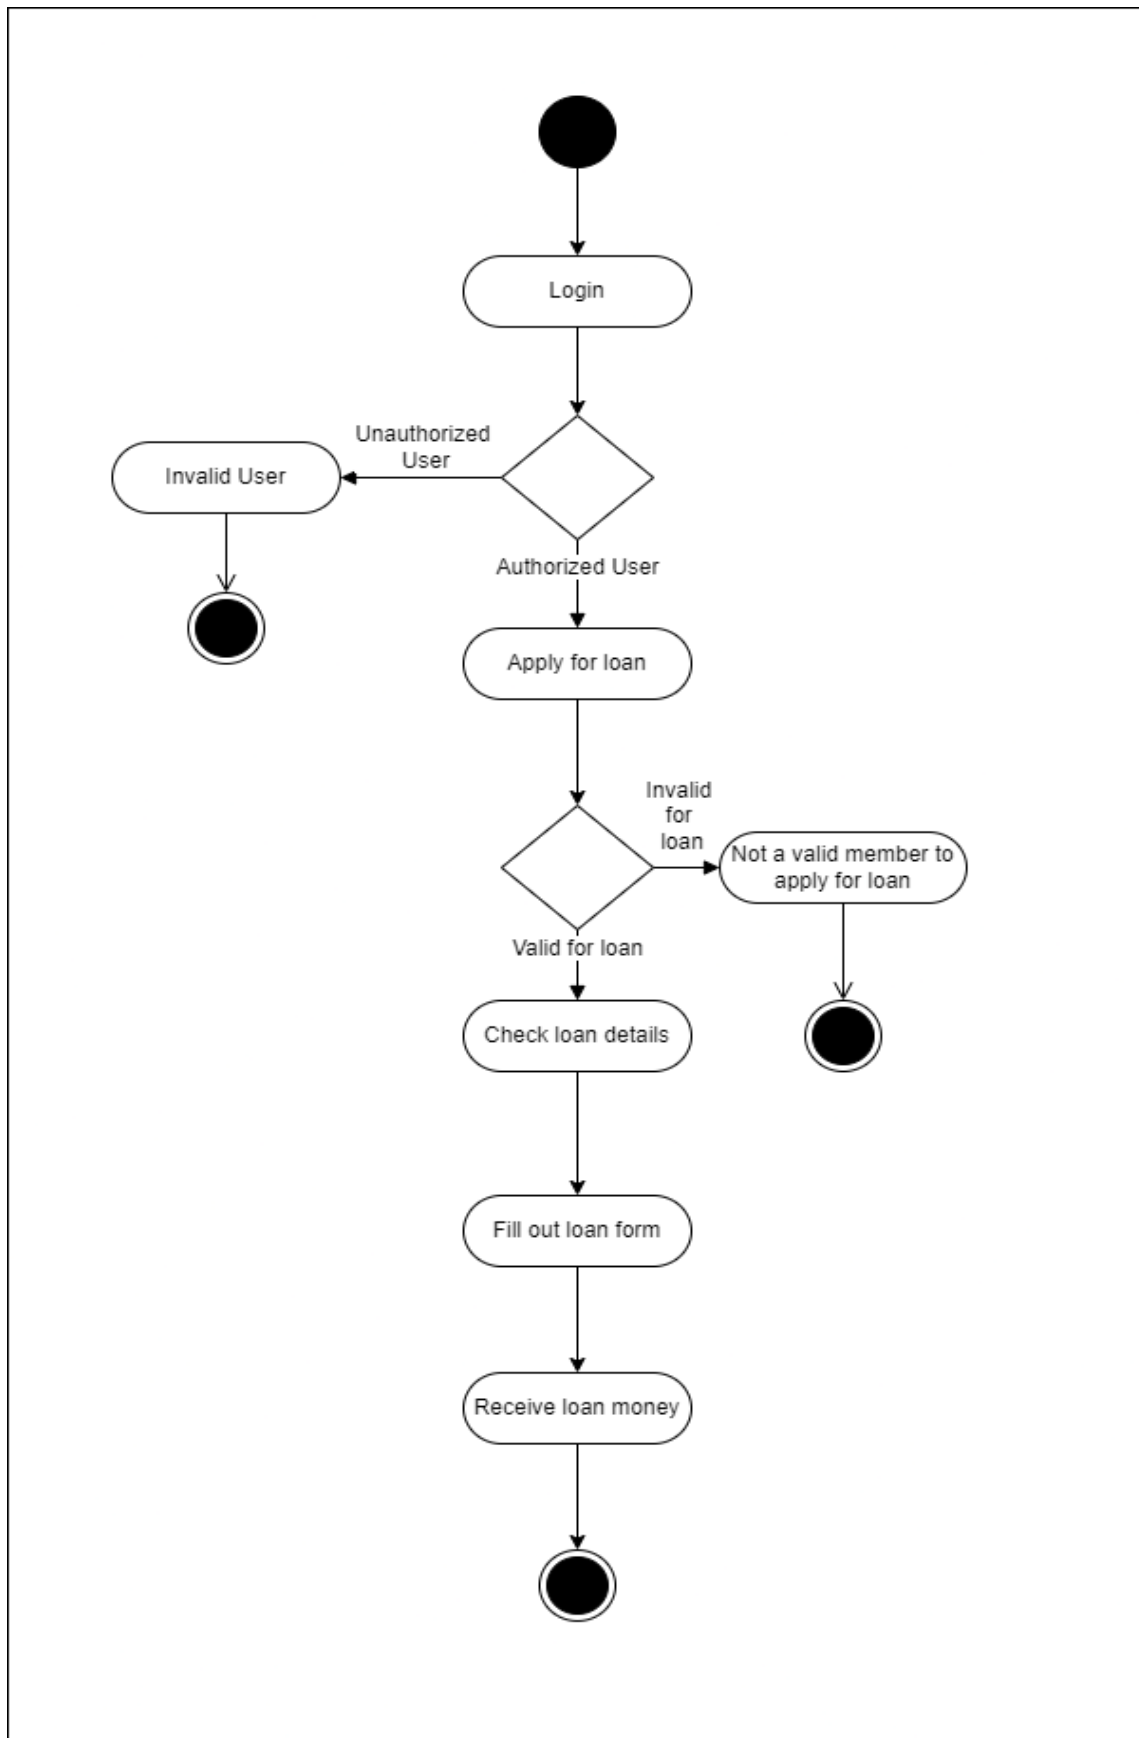 Login
Unauthorized
User
Invalid User
Authorized User
Apply for loan
Invalid
for
loan
Not a valid member to
apply for loan
Valid for loan
Check loan details
Fill out loan form
Receive loan money